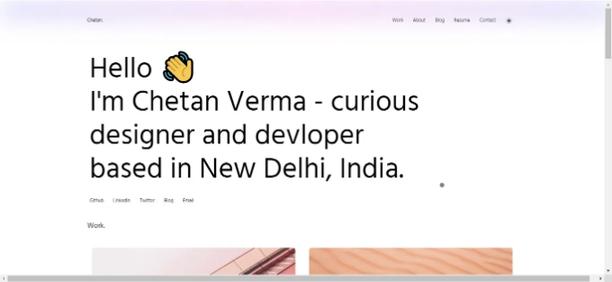 Chetan.
Work About Blog Resume Contact
Hello 👋
I'm Chetan Verma - curious
designer and devloper
based in New Delhi, India.
Github LinkedIn Twitter Blog Email
Work.